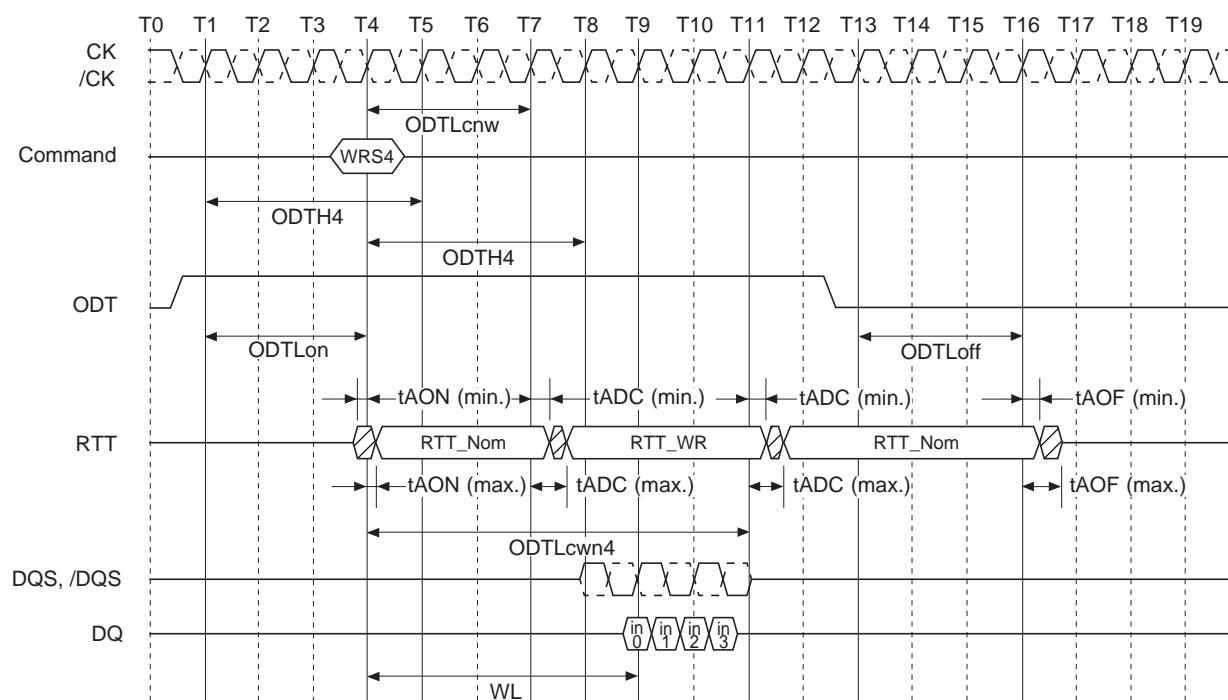 T0 T1 T2 T3 T4 T5 T6 T7 T8 T9 T10 T11 T12 T13 T14 T15 T16 T17 T18 T19
CK
/CK
ODTLcnw
Command
WRS4
ODTH4
ODTH4
ODT
ODTLon
ODTLoff
tAON (min.) tADC (min.) tADC (min.) tAOF (min.)
RTT
RTT_Nom RTT_WR RTT_Nom
tAON (max.) tADC (max.) tADC (max.) tAOF (max.)
ODTLcwn4
DQS, /DQS
DQ
in 0 in 1 in 2 in 3
WL